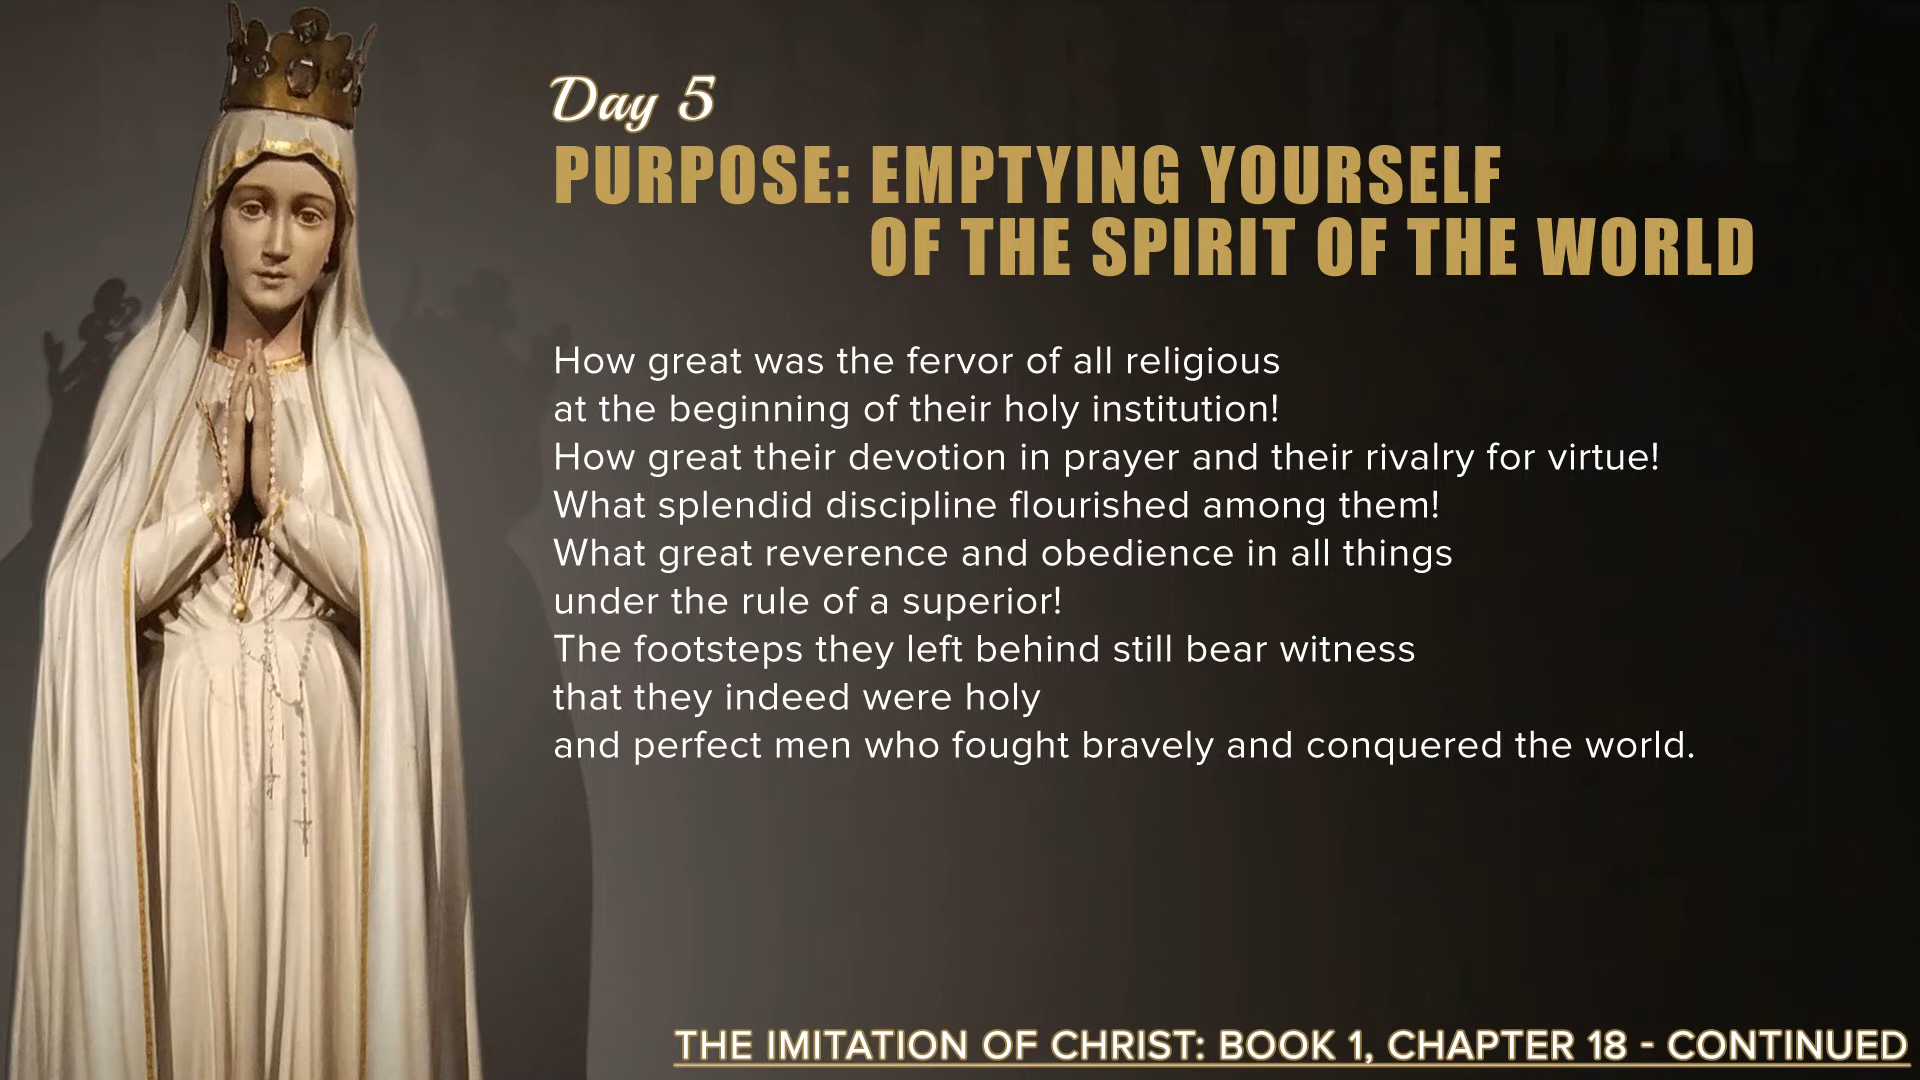 Day 5
PURPOSE: EMPTYING YOURSELF
OF THE SPIRIT OF THE WORLD
How great was the fervor of all religious
at the beginning of their holy institution!
How great their devotion in prayer and their rivalry for virtue!
What splendid discipline flourished among them!
What great reverence and obedience in all things
under the rule of a superior!
The footsteps they left behind still bear witness
that they indeed were holy
and perfect men who fought bravely and conquered the world.
THE IMITATION OF CHRIST: BOOK 1, CHAPTER 18 - CONTINUED